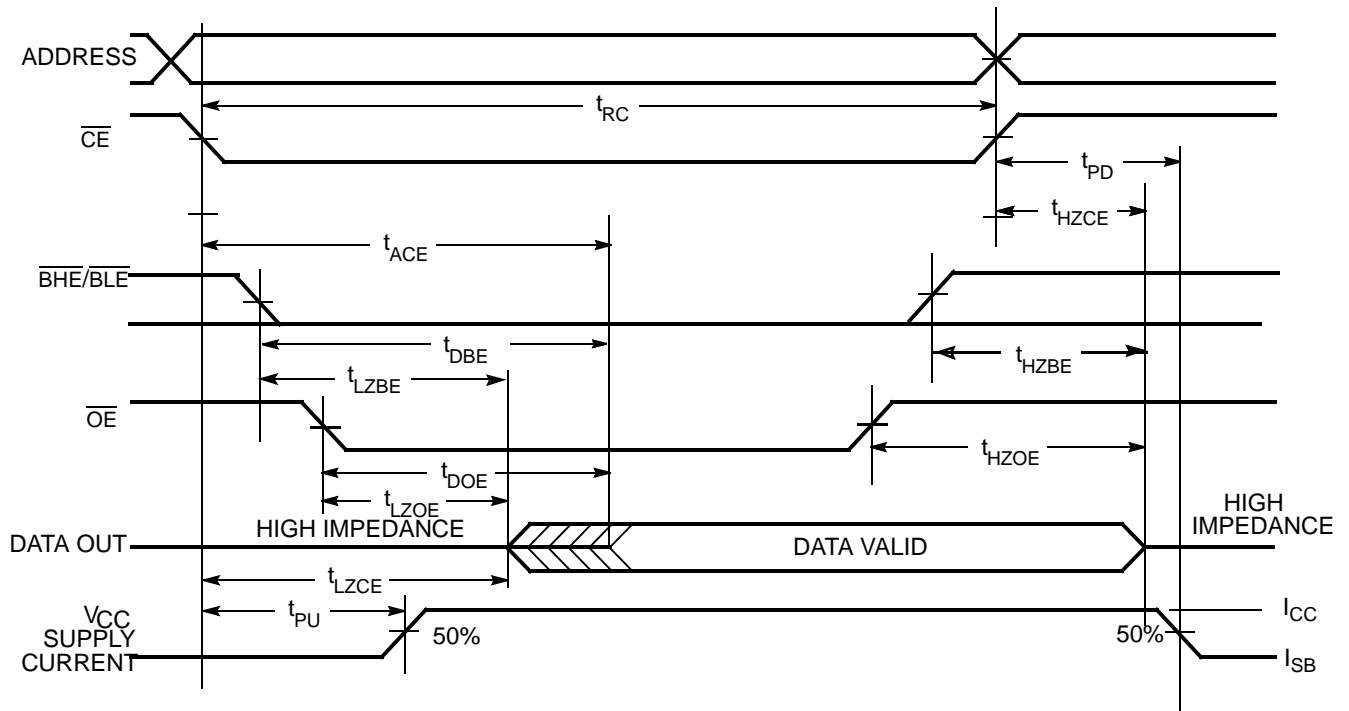 ADDRESS
tRC
CE
tPD
tHZCE
tACE
BHE/BLE
tDBE
tHZBE
tLZBE
OE
tHZOE
tDOE
tLZOE
HIGH IMPEDANCE
HIGH
IMPEDANCE
DATA OUT
DATA VALID
tLZCE
tPU
VCC
SUPPLY
CURRENT
50%
50%
ICC
ISB